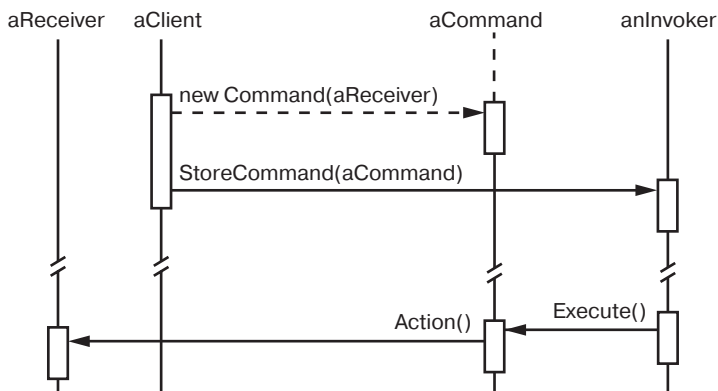 aReceiver aClient aCommand anInvoker
new Command(aReceiver)
StoreCommand(aCommand)
Execute()
Action()